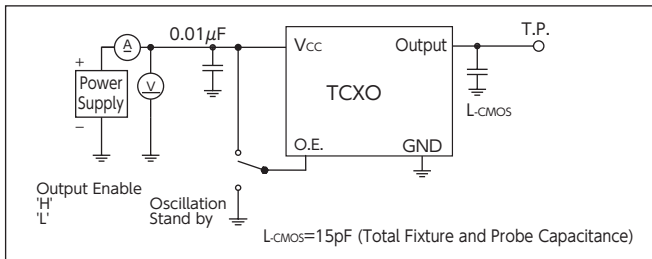 T.P.
A
0.01μF
Vcc
Output
+
Power
Supply
V
TCXO
L-CMOS
−
O.E.
GND
Output Enable
'H' Oscillation
'L' Stand by
L-CMOS=15pF (Total Fixture and Probe Capacitance)